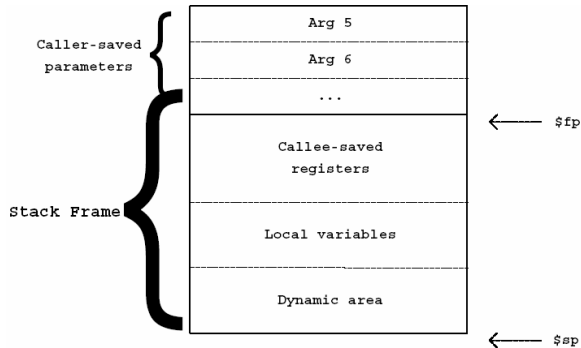 Arg 5
Caller-saved
parameters
Arg 6
...
$fp
Callee-saved
registers
Stack Frame
Local variables
Dynamic area
$sp